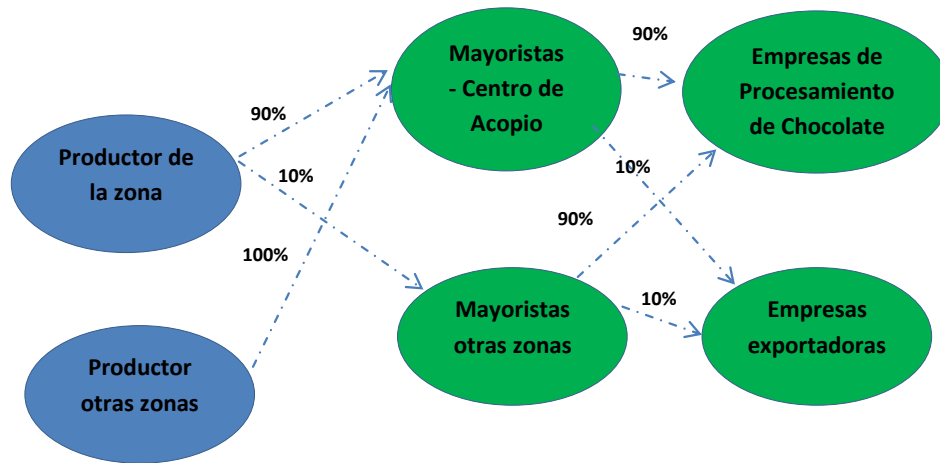 Productor de
la zona
Productor
otras zonas
90%
10%
100%
Mayoristas
- Centro de
Acopio
Mayoristas
otras zonas
90%
10%
90%
10%
Empresas de
Procesamiento
de Chocolate
Empresas
exportadoras